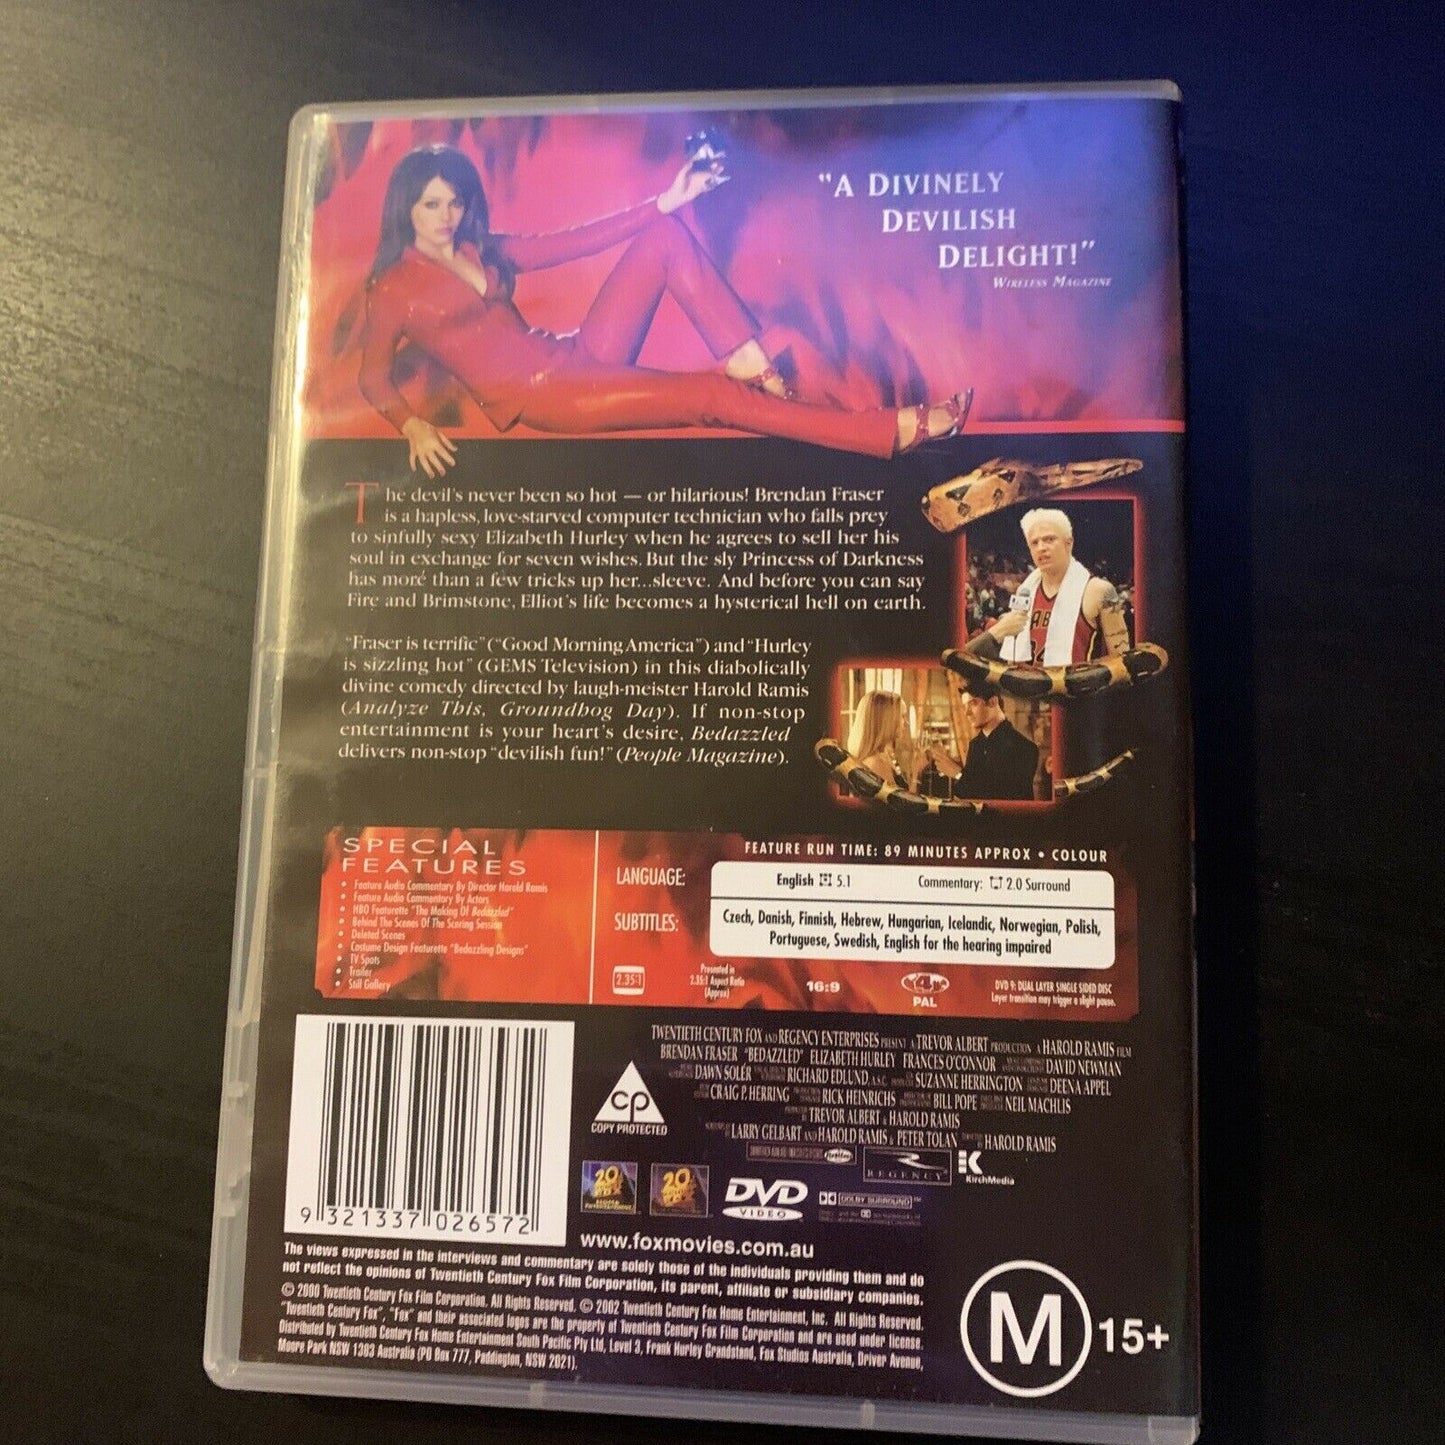 "A DIVINELY
DEVILISH
DELIGHT!"
WIRELESS MAGAZINE
The devil's never been so hot — or hilarious! Brendan Fraser
is a hapless, love-starved computer technician who falls prey
to sinfully sexy Elizabeth Hurley when he agrees to sell her his
soul in exchange for seven wishes. But the sly Princess of Darkness
has more than a few tricks up her...sleeve. And before you can say
Fire and Brimstone, Elliot's life becomes a hysterical hell on earth.
"Fraser is terrific" ("Good Morning America") and "Hurley
is sizzling hot" (GEMS Television) in this diabolically
divine comedy directed by laugh-meister Harold Ramis
(Analyze This, Groundhog Day). If non-stop
entertainment is your heart's desire, Bedazzled
delivers non-stop "devilish fun!" (People Magazine).
SPECIAL
FEATURES
• Feature Audio Commentary By Director Harold Ramis
• Feature Audio Commentary By Actors
• HBO Featurette "The Making Of Bedazzled"
• Behind The Scenes Of The Scoring Session
• Deleted Scenes
• Costume Design Featurette "Bedazzling Designs"
• TV Spots
• Trailer
• Still Gallery
FEATURE RUN TIME: 89 MINUTES APPROX • COLOUR
LANGUAGE:
English 5.1 Commentary: 2.0 Surround
SUBTITLES:
Czech, Danish, Finnish, Hebrew, Hungarian, Icelandic, Norwegian, Polish,
Portuguese, Swedish, English for the hearing impaired
2.35:1
Presented in
2.35:1 Aspect Ratio
(Approx)
16:9
4
PAL
DVD 9: DUAL LAYER SINGLE SIDED DISC
Layer transition may trigger a slight pause.
TWENTIETH CENTURY FOX AND REGENCY ENTERPRISES PRESENT A TREVOR ALBERT PRODUCTION A HAROLD RAMIS FILM
BRENDAN FRASER "BEDAZZLED" ELIZABETH HURLEY FRANCES O'CONNOR DAVID NEWMAN
DAWN SOLÉR RICHARD EDLUND, A.S.C. SUZANNE HERRINGTON DEENA APPEL
CRAIG P. HERRING RICK HEINRICHS BILL POPE NEIL MACHLIS
TREVOR ALBERT & HAROLD RAMIS
LARRY GELBART AND HAROLD RAMIS & PETER TOLAN HAROLD RAMIS
CP
COPY PROTECTED
REGENCY
K
KirchMedia
20
20
DVD
VIDEO
DOLBY SURROUND
9 321337 026572
www.foxmovies.com.au
The views expressed in the interviews and commentary are solely those of the individuals providing them and do
not reflect the opinions of Twentieth Century Fox Film Corporation, its parent, affiliate or subsidiary companies.
© 2000 Twentieth Century Fox Film Corporation. All Rights Reserved. © 2002 Twentieth Century Fox Home Entertainment, Inc. All Rights Reserved.
"Twentieth Century Fox", "Fox" and their associated logos are the property of Twentieth Century Fox Film Corporation and are used under license.
Distributed by Twentieth Century Fox Home Entertainment South Pacific Pty Ltd, Level 3, Frank Hurley Grandstand, Fox Studios Australia, Driver Avenue,
Moore Park NSW 1363 Australia (PO Box 777, Paddington, NSW 2021).
M 15+